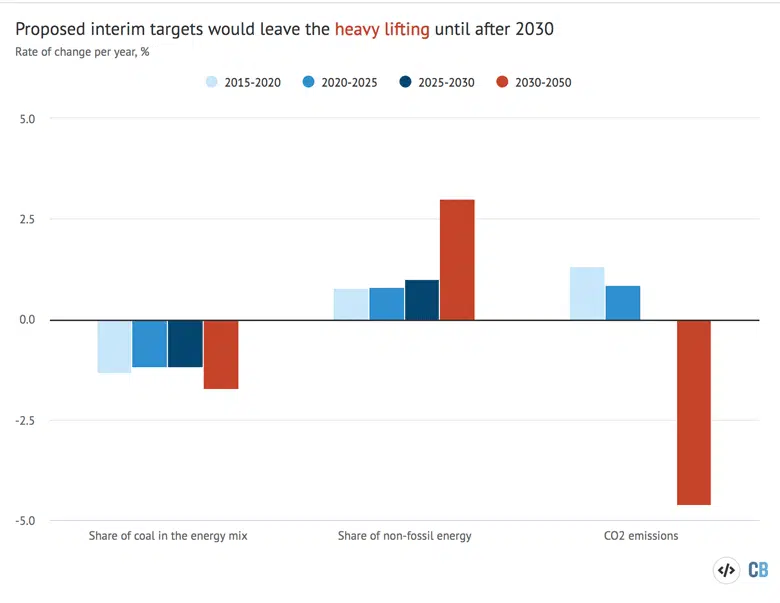 Proposed interim targets would leave the heavy lifting until after 2030
Rate of change per year, %
2015-2020 2020-2025 2025-2030 2030-2050
5.0
2.5
0.0
-2.5
-5.0
Share of coal in the energy mix Share of non-fossil energy CO2 emissions
</> CB